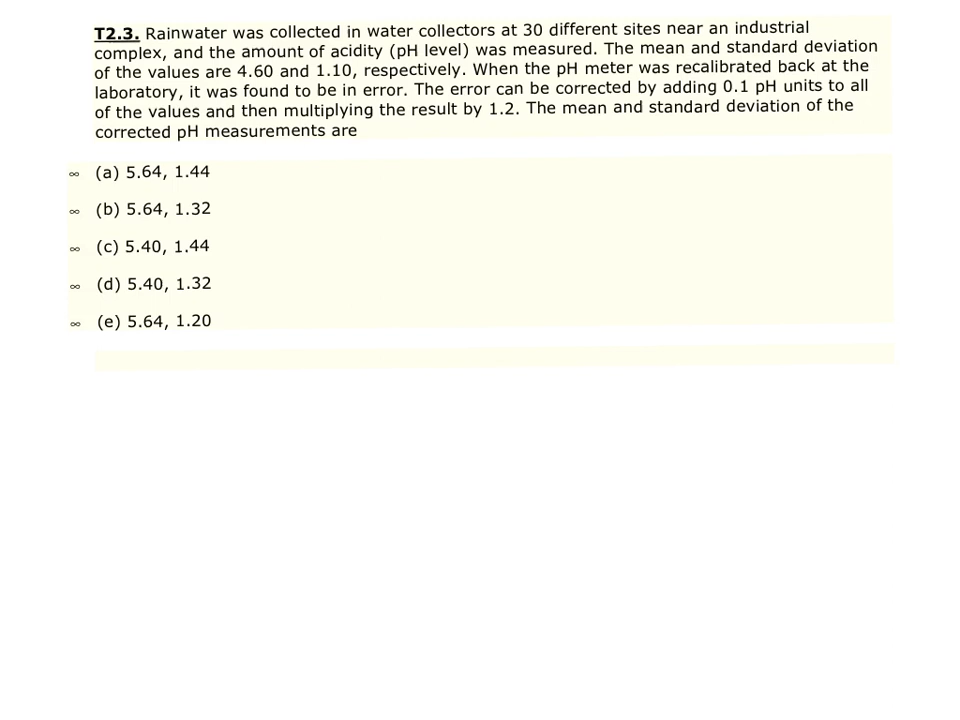 T2.3. Rainwater was collected in water collectors at 30 different sites near an industrial
complex, and the amount of acidity (pH level) was measured. The mean and standard deviation
of the values are 4.60 and 1.10, respectively. When the pH meter was recalibrated back at the
laboratory, it was found to be in error. The error can be corrected by adding 0.1 pH units to all
of the values and then multiplying the result by 1.2. The mean and standard deviation of the
corrected pH measurements are
∞ (a) 5.64, 1.44
∞ (b) 5.64, 1.32
∞ (c) 5.40, 1.44
∞ (d) 5.40, 1.32
∞ (e) 5.64, 1.20